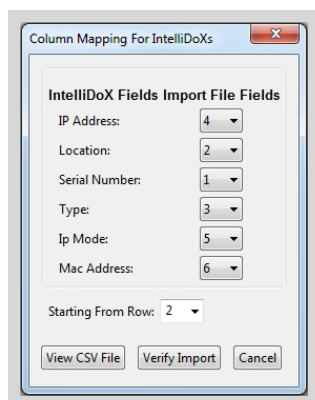 Column Mapping For IntelliDoXs
IntelliDoX Fields Import File Fields
IP Address: 4
Location: 2
Serial Number: 1
Type: 3
Ip Mode: 5
Mac Address: 6
Starting From Row: 2
View CSV File Verify Import Cancel